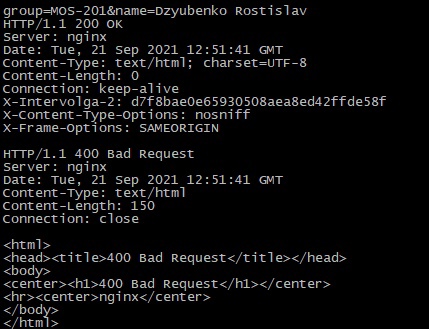 group=MOS-201&name=Dzyubenko Rostislav
HTTP/1.1 200 OK
Server: nginx
Date: Tue, 21 Sep 2021 12:51:41 GMT
Content-Type: text/html; charset=UTF-8
Content-Length: 0
Connection: keep-alive
X-Intervolga-2: d7f8bae0e65930508aea8ed42ffde58f
X-Content-Type-Options: nosniff
X-Frame-Options: SAMEORIGIN
HTTP/1.1 400 Bad Request
Server: nginx
Date: Tue, 21 Sep 2021 12:51:41 GMT
Content-Type: text/html
Content-Length: 150
Connection: close
<html>
<head><title>400 Bad Request</title></head>
<body>
<center><h1>400 Bad Request</h1></center>
<hr><center>nginx</center>
</body>
</html>